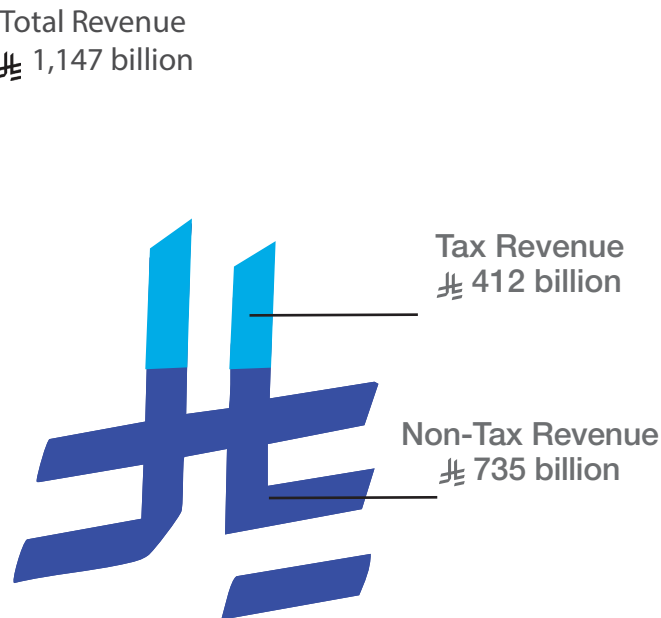 Total Revenue
⃁ 1,147 billion
Tax Revenue
⃁ 412 billion
Non-Tax Revenue
⃁ 735 billion